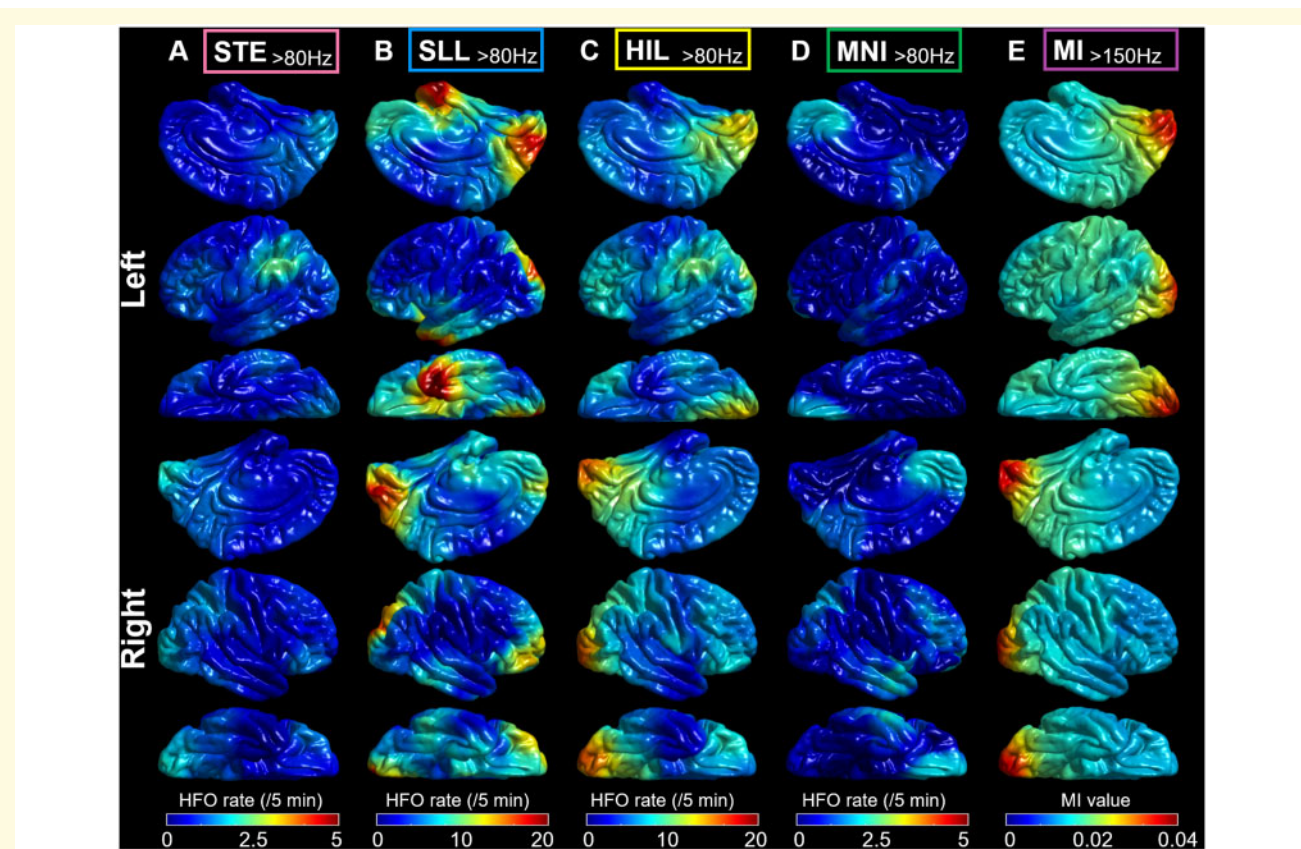 A STE >80Hz B SLL >80Hz C HIL >80Hz D MNI >80Hz E MI >150Hz
Left
Right
HFO rate (/5 min) HFO rate (/5 min) HFO rate (/5 min) HFO rate (/5 min) MI value
0 2.5 5 0 10 20 0 10 20 0 2.5 5 0 0.02 0.04